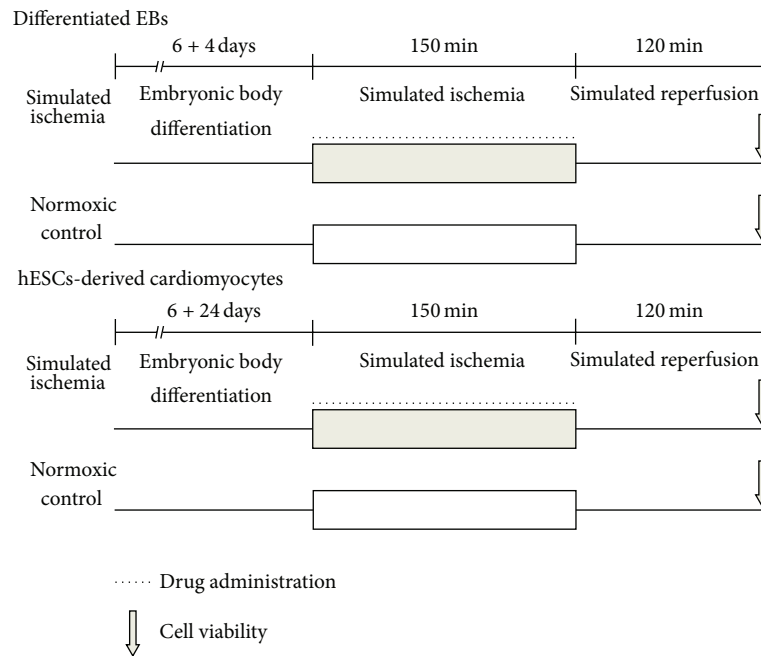 Differentiated EBs
6 + 4 days
150 min
120 min
Simulated
ischemia
Embryonic body
differentiation
Simulated ischemia
Simulated reperfusion
Normoxic
control
hESCs-derived cardiomyocytes
6 + 24 days
150 min
120 min
Simulated
ischemia
Embryonic body
differentiation
Simulated ischemia
Simulated reperfusion
Normoxic
control
Drug administration
Cell viability